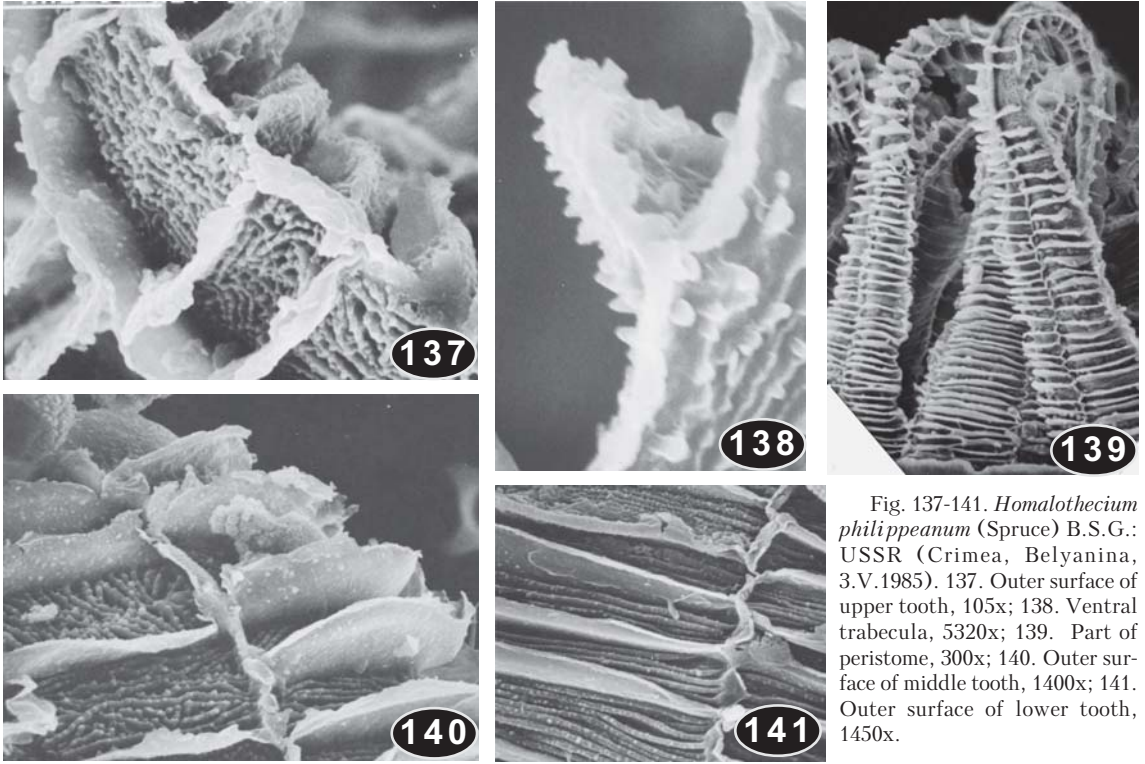 137
138
139
140
141
Fig. 137-141. Homalothecium
philippeanum (Spruce) B.S.G.:
USSR (Crimea, Belyanina,
3.V.1985). 137. Outer surface of
upper tooth, 105x; 138. Ventral
trabecula, 5320x; 139. Part of
peristome, 300x; 140. Outer sur-
face of middle tooth, 1400x; 141.
Outer surface of lower tooth,
1450x.